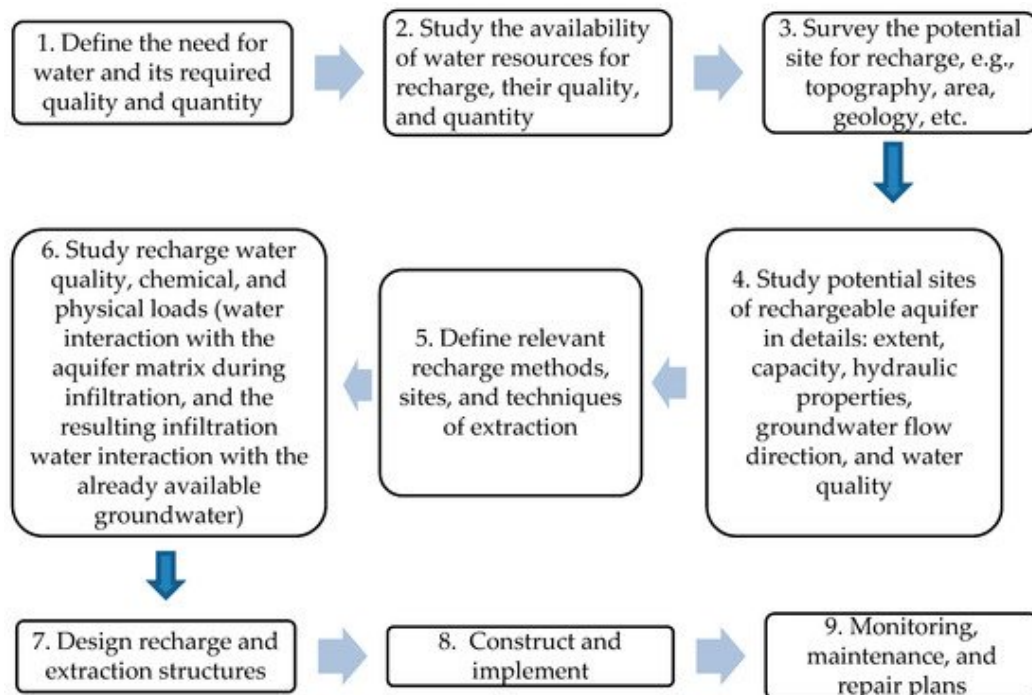 1. Define the need for
water and its required
quality and quantity
2. Study the availability
of water resources for
recharge, their quality,
and quantity
3. Survey the potential
site for recharge, e.g.,
topography, area,
geology, etc.
4. Study potential sites
of rechargeable aquifer
in details: extent,
capacity, hydraulic
properties,
groundwater flow
direction, and water
quality
5. Define relevant
recharge methods,
sites, and techniques
of extraction
6. Study recharge water
quality, chemical, and
physical loads (water
interaction with the
aquifer matrix during
infiltration, and the
resulting infiltration
water interaction with the
already available
groundwater)
7. Design recharge and
extraction structures
8. Construct and
implement
9. Monitoring,
maintenance, and
repair plans